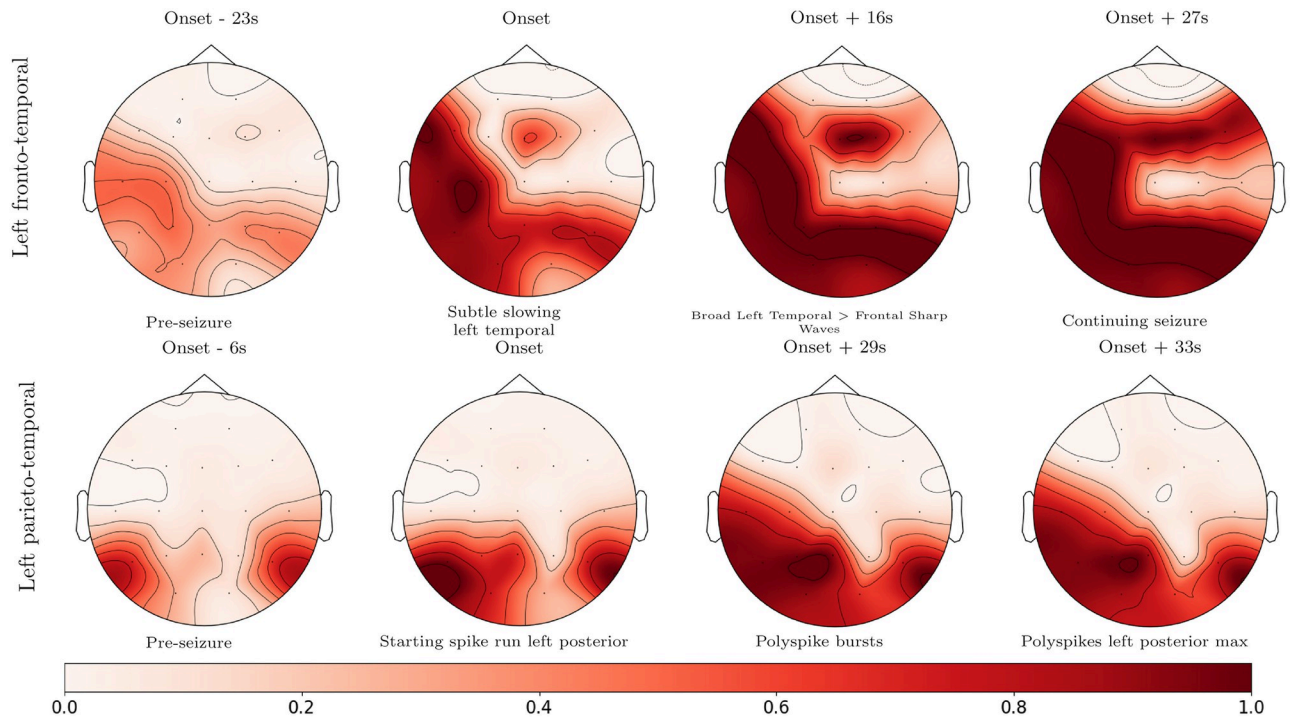 Onset - 23s
Onset
Onset + 16s
Onset + 27s
Left fronto-temporal
Pre-seizure
Subtle slowing
left temporal
Broad Left Temporal > Frontal Sharp
Waves
Continuing seizure
Onset - 6s
Onset
Onset + 29s
Onset + 33s
Left parieto-temporal
Pre-seizure
Starting spike run left posterior
Polyspike bursts
Polyspikes left posterior max
0.0 0.2 0.4 0.6 0.8 1.0